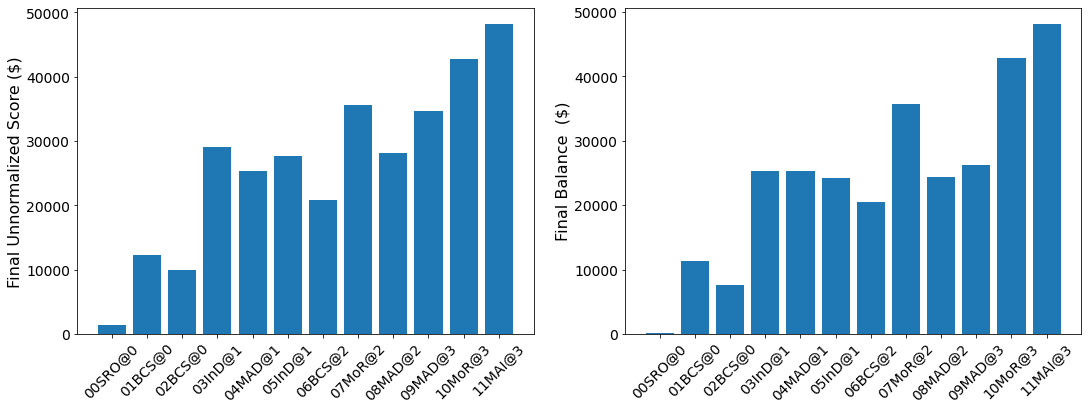 Final Unnormalized Score ($)
50000
40000
30000
20000
10000
0
00SRO@0
01BCS@0
02BCS@0
03InD@1
04MAD@1
05InD@1
06BCS@2
07MoR@2
08MAD@2
09MAD@3
10MoR@3
11MAI@3
Final Balance ($)
50000
40000
30000
20000
10000
0
00SRO@0
01BCS@0
02BCS@0
03InD@1
04MAD@1
05InD@1
06BCS@2
07MoR@2
08MAD@2
09MAD@3
10MoR@3
11MAI@3